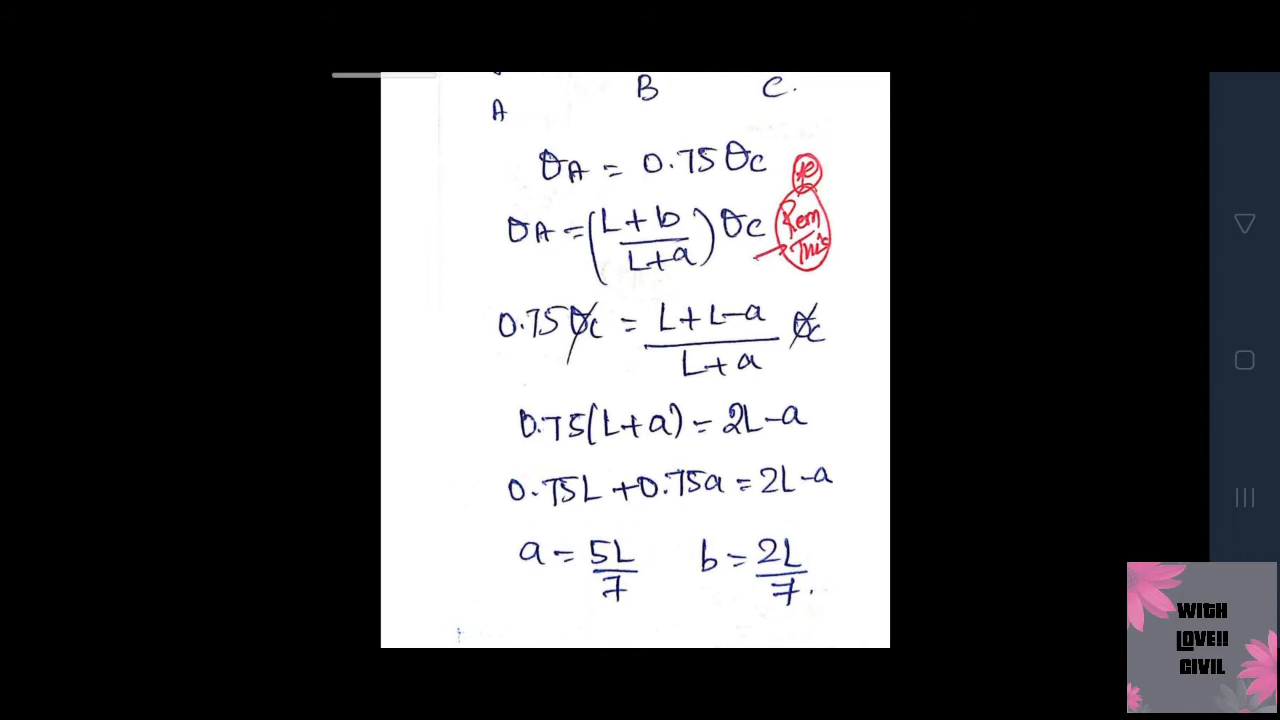 A B C.
θA = 0.75 θC
θA = (L+b / L+a) θC Rem This
0.75 θC = L+L-a / L+a θC
0.75(L+a) = 2L-a
0.75L + 0.75a = 2L-a
a = 5L/7 b = 2L/7.
WITH
LOVE!!
CIVIL